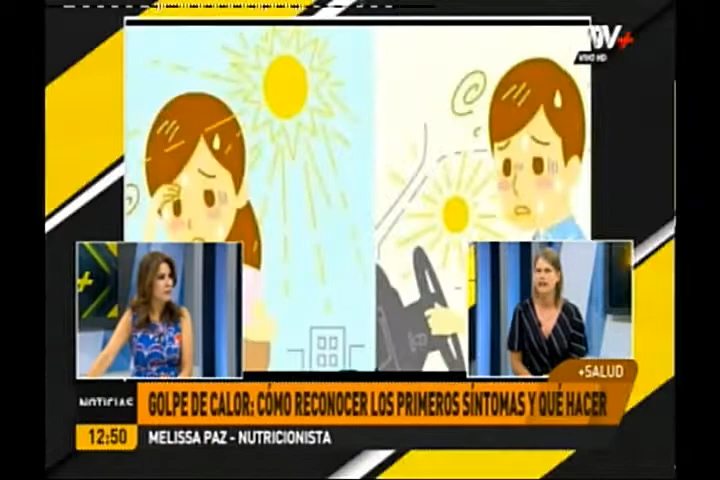 TV+
VIVO HD
+SALUD
NOTICIAS
GOLPE DE CALOR: CÓMO RECONOCER LOS PRIMEROS SÍNTOMAS Y QUÉ HACER
12:50
MELISSA PAZ - NUTRICIONISTA